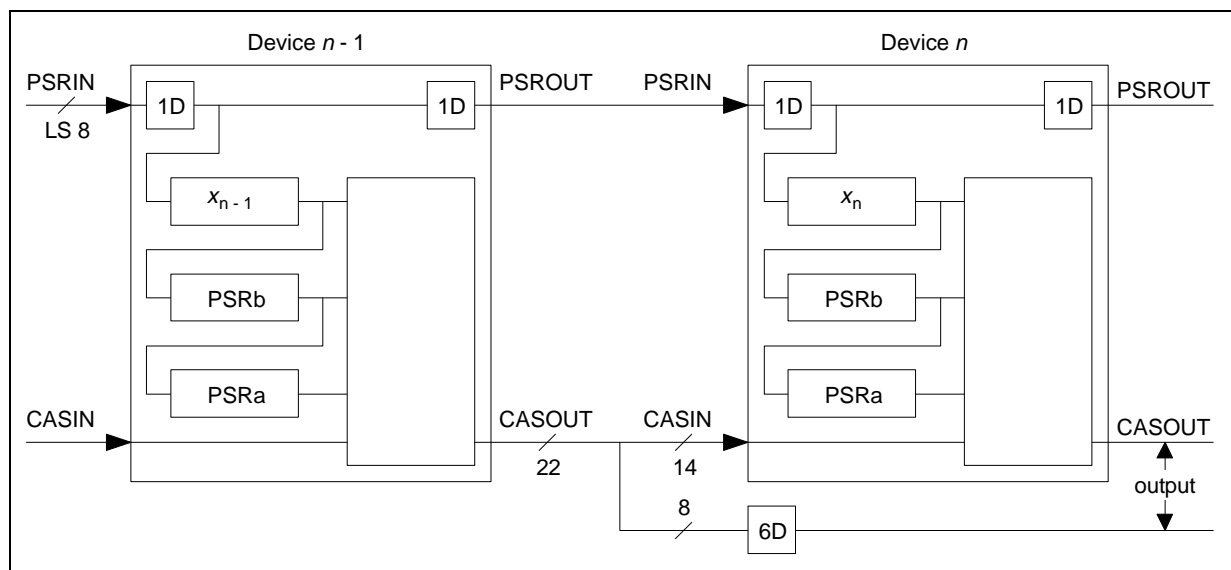 Device n - 1
Device n
PSRIN
PSROUT
PSRIN
PSROUT
1D
1D
1D
1D
LS 8
xn - 1
xn
PSRb
PSRb
PSRa
PSRa
CASIN
CASOUT
CASIN
CASOUT
22
14
output
8
6D